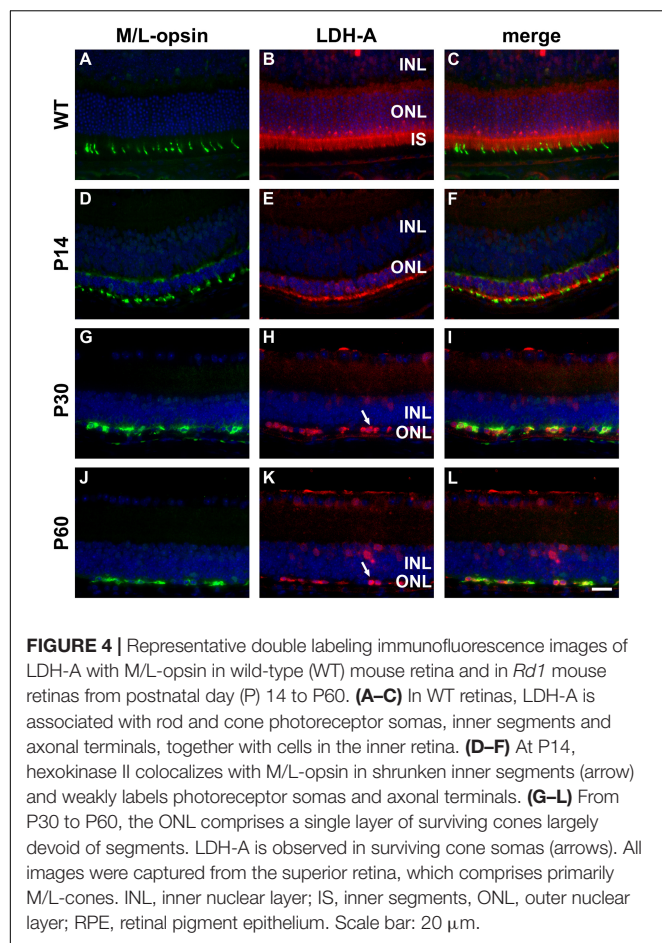 M/L-opsin LDH-A merge
WT
A B INL ONL IS C
P14
D E INL ONL F
P30
G H INL ONL I
P60
J K INL ONL L
FIGURE 4 | Representative double labeling immunofluorescence images of
LDH-A with M/L-opsin in wild-type (WT) mouse retina and in Rd1 mouse
retinas from postnatal day (P) 14 to P60. (A–C) In WT retinas, LDH-A is
associated with rod and cone photoreceptor somas, inner segments and
axonal terminals, together with cells in the inner retina. (D–F) At P14,
hexokinase II colocalizes with M/L-opsin in shrunken inner segments (arrow)
and weakly labels photoreceptor somas and axonal terminals. (G–L) From
P30 to P60, the ONL comprises a single layer of surviving cones largely
devoid of segments. LDH-A is observed in surviving cone somas (arrows). All
images were captured from the superior retina, which comprises primarily
M/L-cones. INL, inner nuclear layer; IS, inner segments, ONL, outer nuclear
layer; RPE, retinal pigment epithelium. Scale bar: 20 μm.